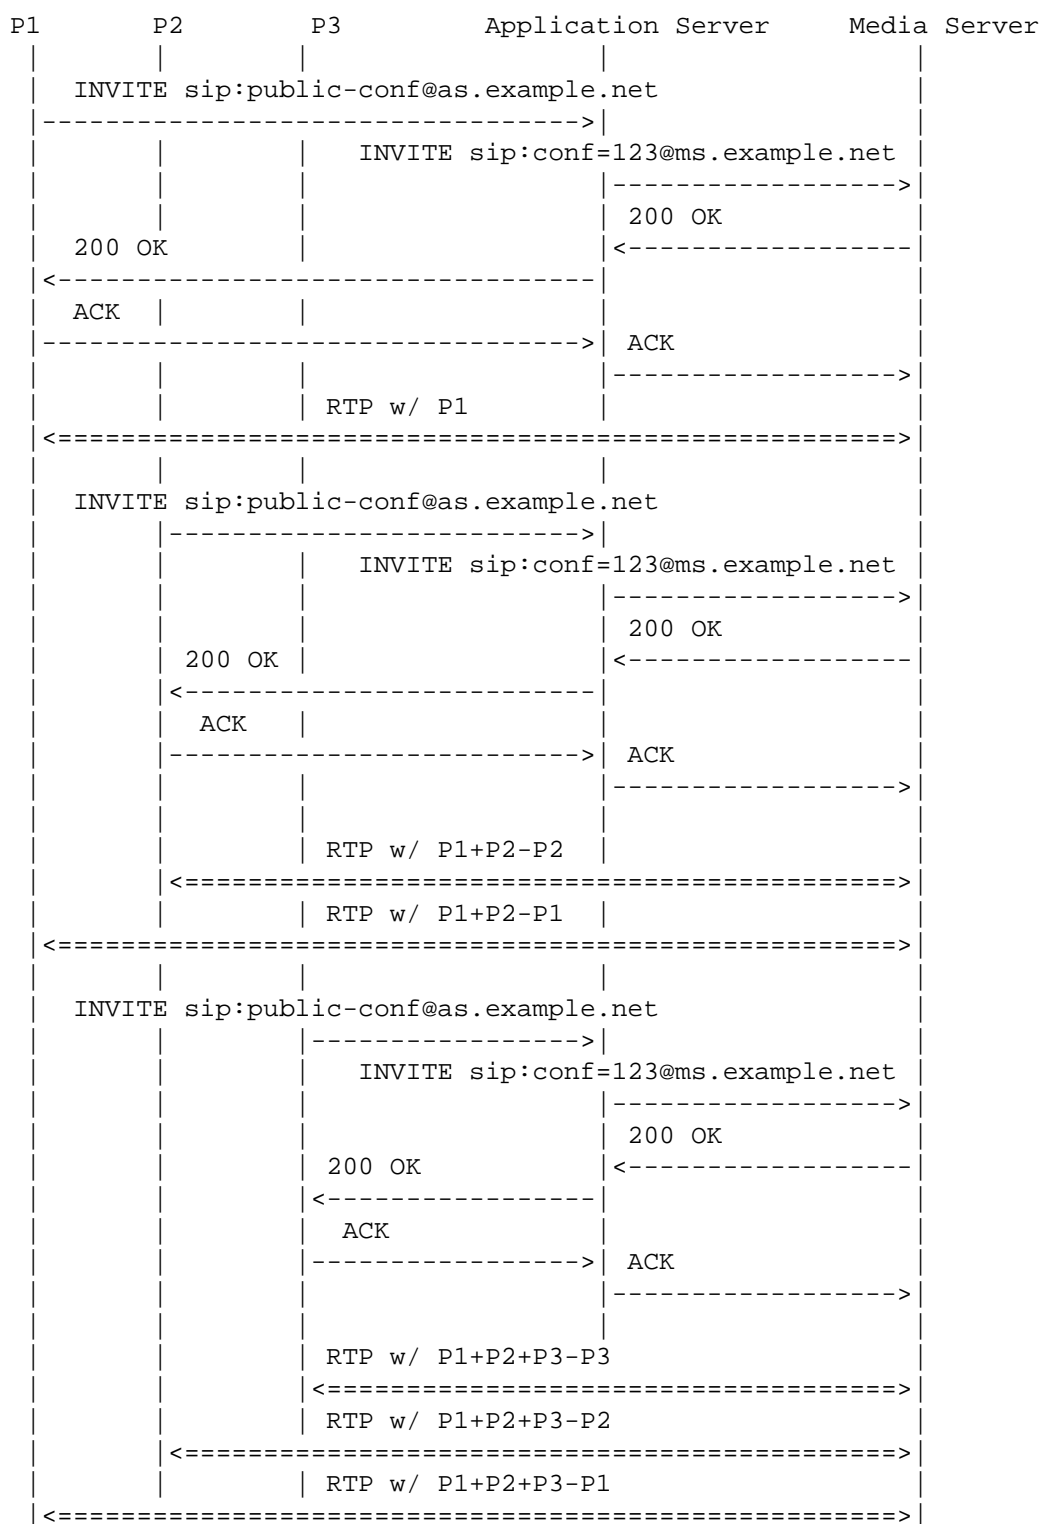 P1 P2 P3 Application Server Media Server
INVITE sip:public-conf@as.example.net
INVITE sip:conf=123@ms.example.net
200 OK
200 OK
ACK
ACK
RTP w/ P1
INVITE sip:public-conf@as.example.net
INVITE sip:conf=123@ms.example.net
200 OK
200 OK
ACK
ACK
RTP w/ P1+P2-P2
RTP w/ P1+P2-P1
INVITE sip:public-conf@as.example.net
INVITE sip:conf=123@ms.example.net
200 OK
200 OK
ACK
ACK
RTP w/ P1+P2+P3-P3
RTP w/ P1+P2+P3-P2
RTP w/ P1+P2+P3-P1